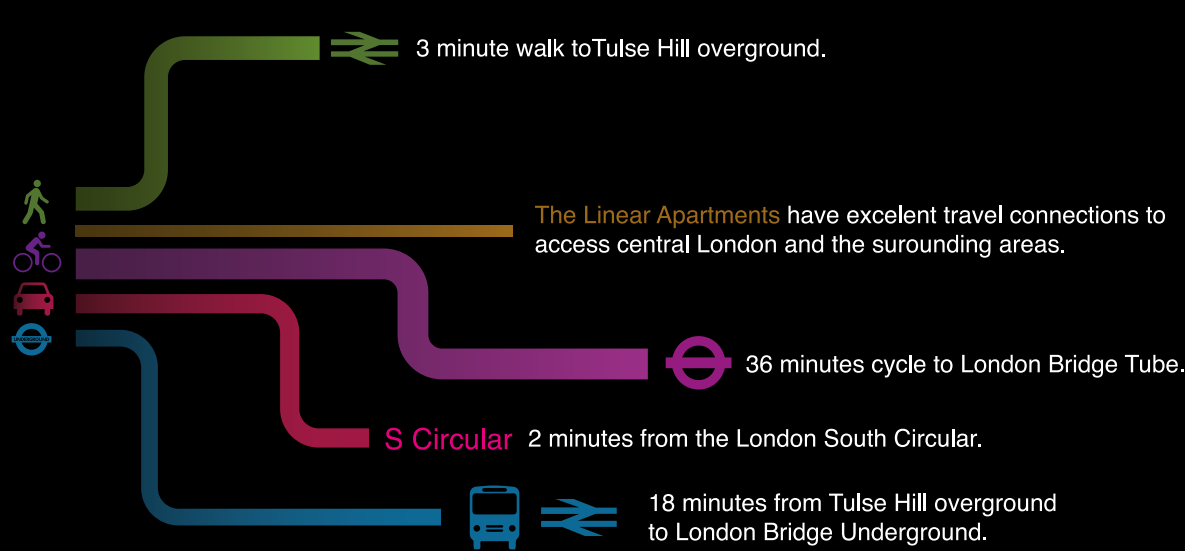 3 minute walk toTulse Hill overground.
The Linear Apartments have excelent travel connections to
access central London and the surounding areas.
UNDERGROUND
36 minutes cycle to London Bridge Tube.
S Circular 2 minutes from the London South Circular.
18 minutes from Tulse Hill overground
to London Bridge Underground.